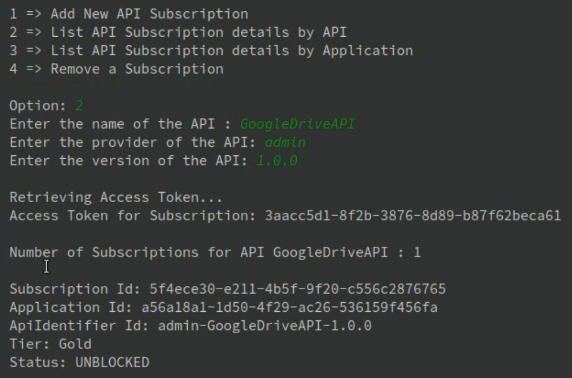 1 => Add New API Subscription
2 => List API Subscription details by API
3 => List API Subscription details by Application
4 => Remove a Subscription
Option: 2
Enter the name of the API : GoogleDriveAPI
Enter the provider of the API: admin
Enter the version of the API: 1.0.0
Retrieving Access Token...
Access Token for Subscription: 3aacc5d1-8f2b-3876-8d89-b87f62beca61
Number of Subscriptions for API GoogleDriveAPI : 1
Subscription Id: 5f4ece30-e211-4b5f-9f20-c556c2876765
Application Id: a56a18a1-1d50-4f29-ac26-536159f456fa
ApiIdentifier Id: admin-GoogleDriveAPI-1.0.0
Tier: Gold
Status: UNBLOCKED